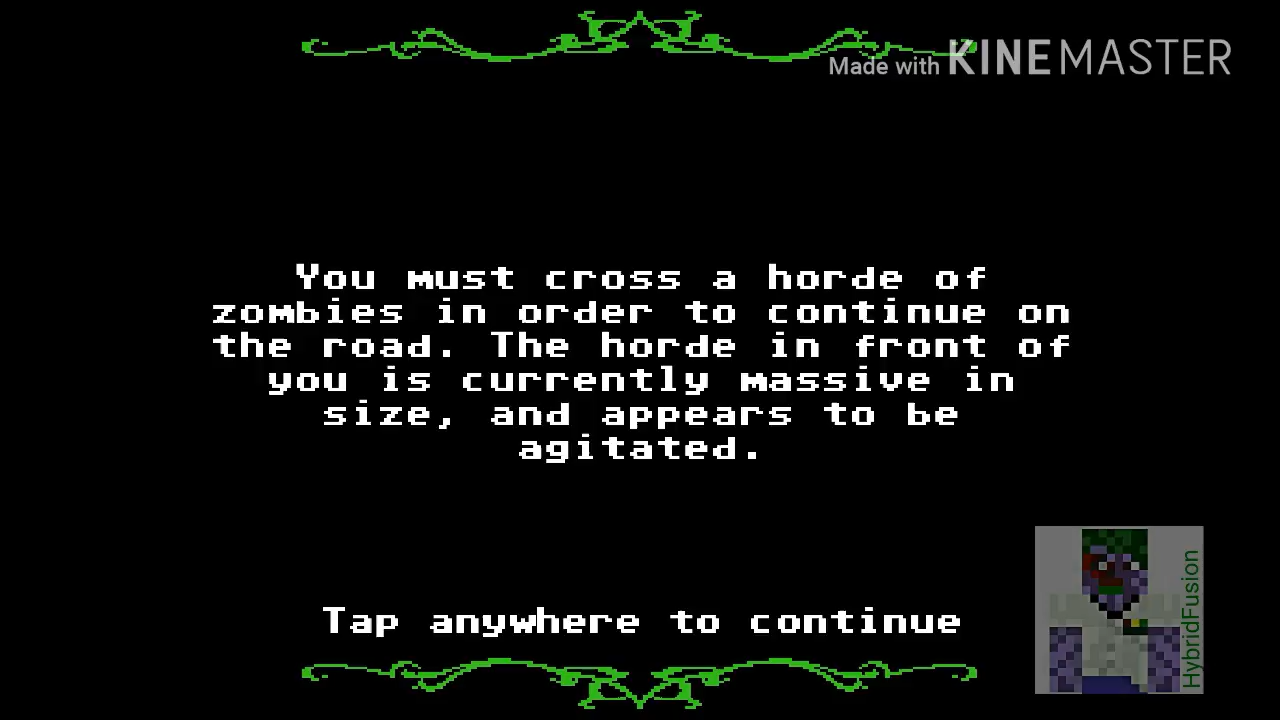 Made with KINEMASTER
You must cross a horde of
zombies in order to continue on
the road. The horde in front of
you is currently massive in
size, and appears to be
agitated.
Tap anywhere to continue
HybridFusion